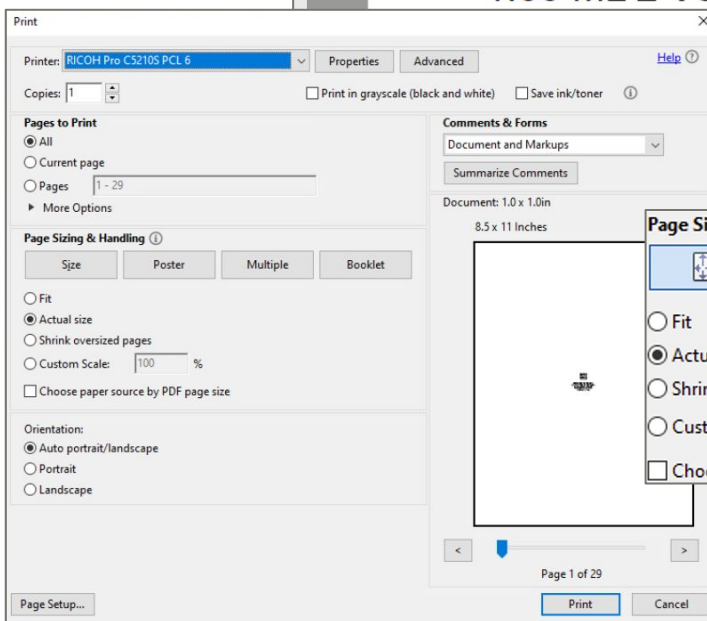 Print
Printer: RICOH Pro C5210S PCL 6 Properties Advanced Help
Copies: 1 Print in grayscale (black and white) Save ink/toner
Pages to Print
All
Current page
Pages 1 - 29
More Options
Page Sizing & Handling
Size Poster Multiple Booklet
Fit
Actual size
Shrink oversized pages
Custom Scale: 100 %
Choose paper source by PDF page size
Orientation:
Auto portrait/landscape
Portrait
Landscape
Comments & Forms
Document and Markups
Summarize Comments
Document: 1.0 x 1.0in
8.5 x 11 Inches
Page Si
Fit
Actu
Shrin
Cust
Choo
< >
Page 1 of 29
Page Setup... Print Cancel